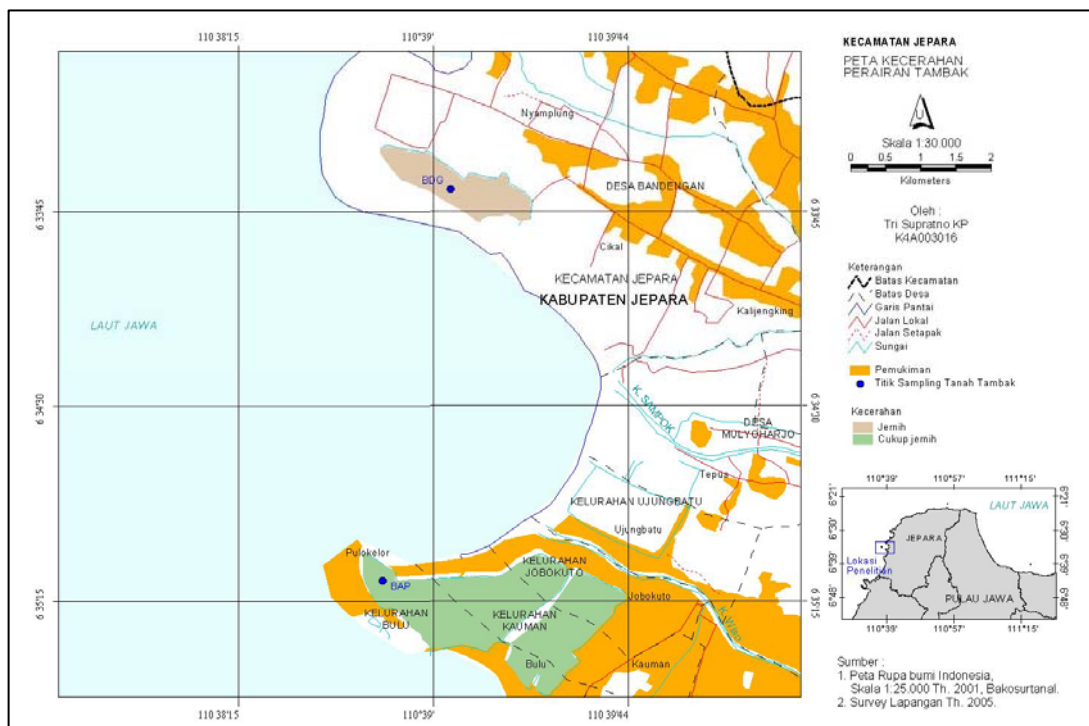 110 38'15
110°39'
110 39'44
KECAMATAN JEPARA
PETA KECERAHAN
PERAIRAN TAMBAK
U
Skala 1:30.000
0 0.5 1 1.5 2
Kilometers
Oleh :
Tri Supratno KP
K4A003016
Keterangan
Batas Kecamatan
Batas Desa
Garis Pantai
Jalan Lokal
Jalan Setapak
Sungai
Pemukiman
Titik Sampling Tanah Tambak
Kecerahan
Jernih
Cukup jernih
Nyamplung
BDG
DESA BANDENGAN
6 33'45
6 33'45
Cikal
KECAMATAN JEPARA
KABUPATEN JEPARA
Kalijengking
LAUT JAWA
6 34'30
6 34'30
K. SAMPOK
DESA
MULYOHARJO
Tepus
KELURAHAN UJUNGBATU
Ujungbatu
Pulokelor
KELURAHAN
JOBOKUTO
BAP
6 35'15
6 35'15
Jobokuto
KELURAHAN
BULU
KELURAHAN
KAUMAN
K.Wiso
Bulu
Kauman
110 38'15
110°39'
110 39'44
110°39'
110°57'
111°15'
6°21'
6°21'
LAUT JAWA
6°30'
6°30'
JEPARA
Lokasi
Penelitian
6°39'
6°39'
6°48'
6°48'
PULAU JAWA
110°39'
110°57'
111°15'
Sumber :
1. Peta Rupa bumi Indonesia,
Skala 1:25.000 Th. 2001, Bakosurtanal.
2. Survey Lapangan Th. 2005.